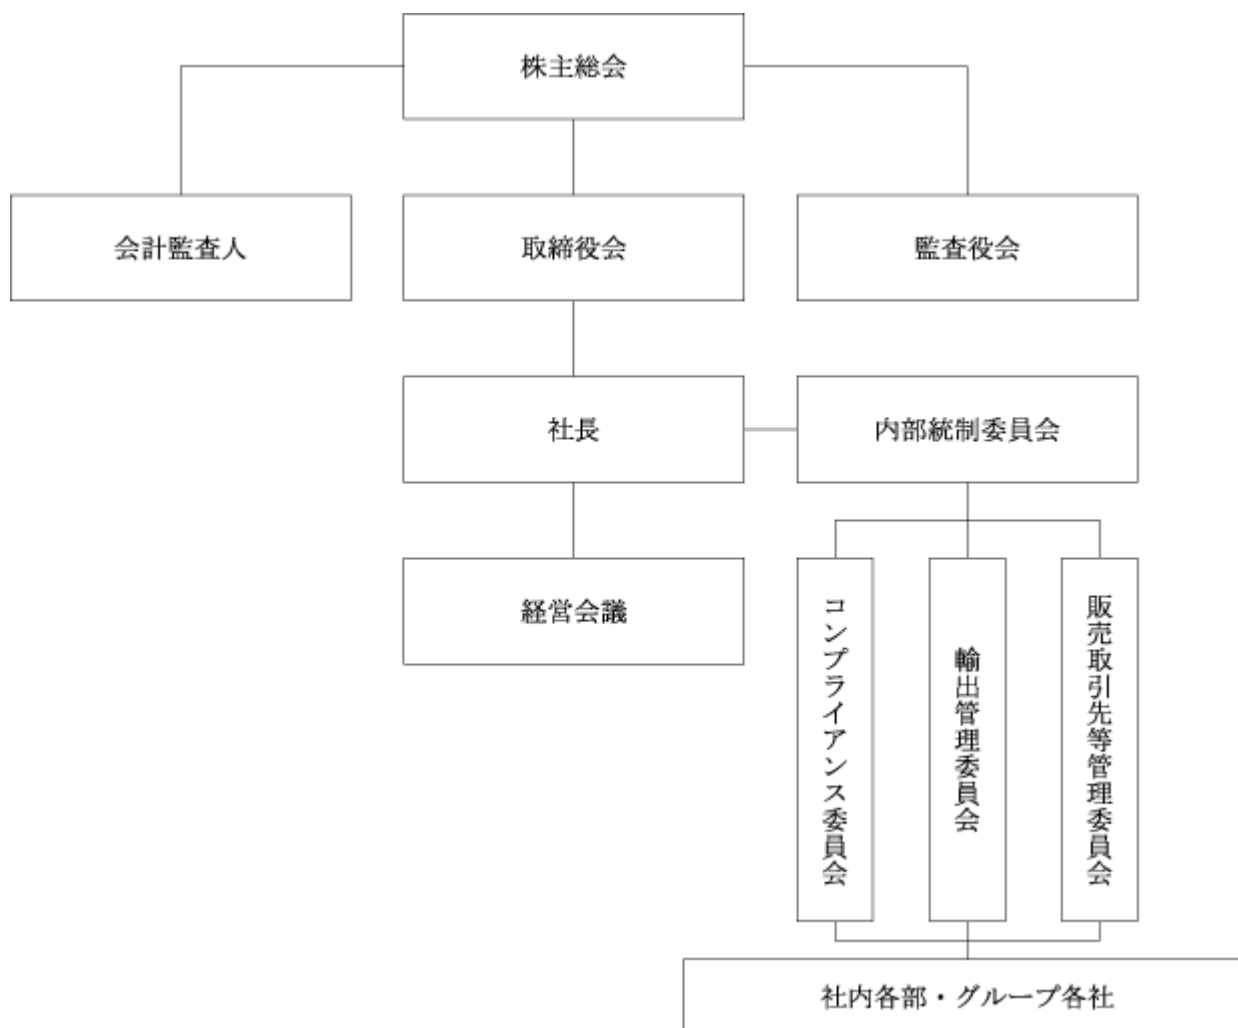 株主総会
会計監査人
取締役会
監査役会
社長
内部統制委員会
経営会議
コンプライアンス委員会
輸出管理委員会
販売取引先等管理委員会
社内各部・グループ各社